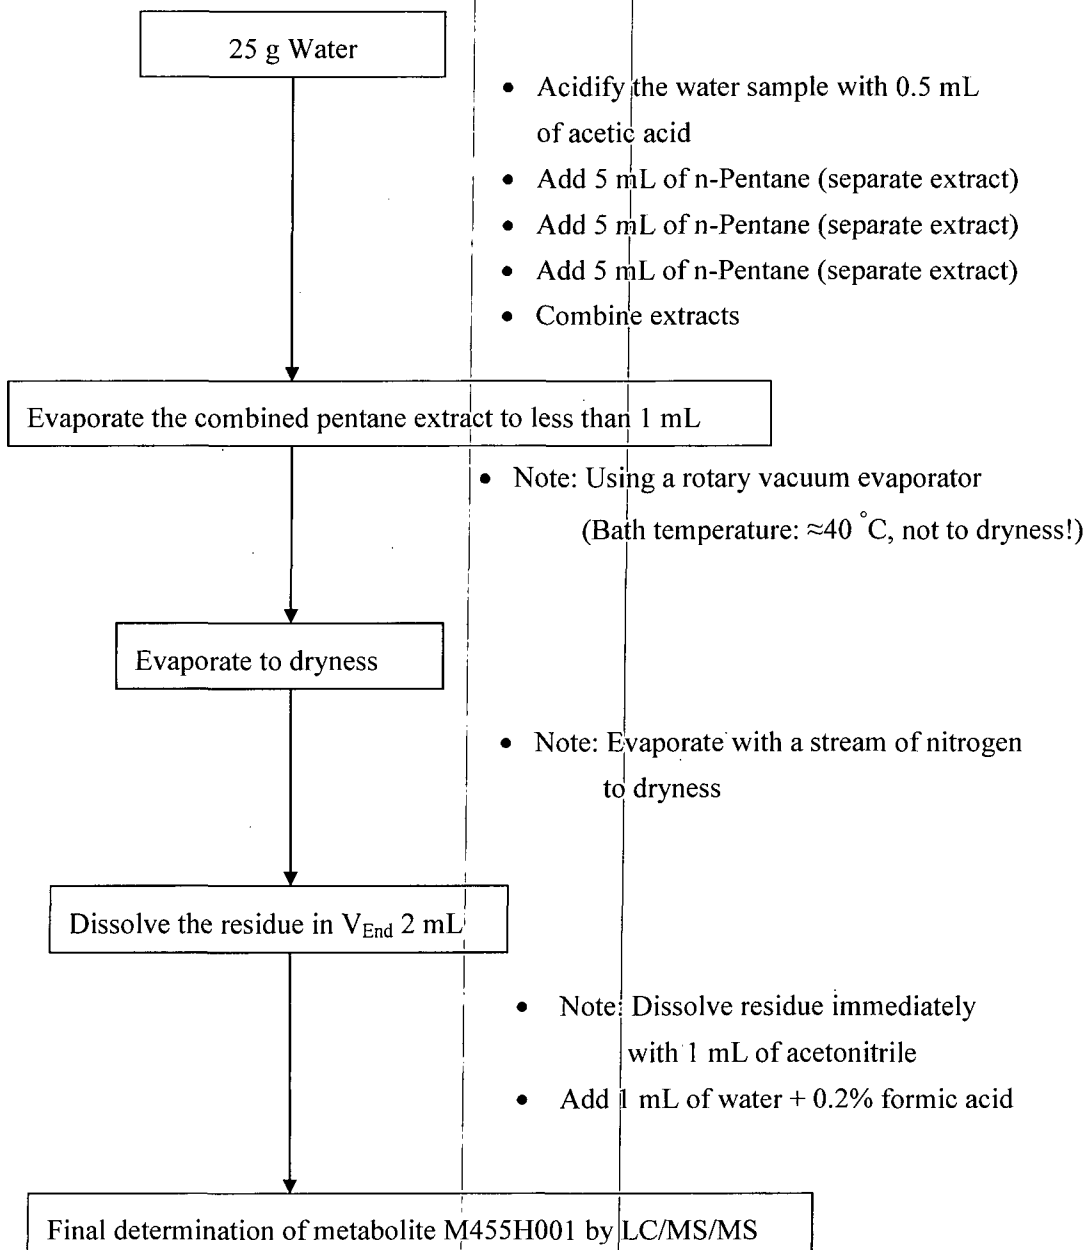 25 g Water
• Acidify the water sample with 0.5 mL
of acetic acid
• Add 5 mL of n-Pentane (separate extract)
• Add 5 mL of n-Pentane (separate extract)
• Add 5 mL of n-Pentane (separate extract)
• Combine extracts
Evaporate the combined pentane extract to less than 1 mL
• Note: Using a rotary vacuum evaporator
(Bath temperature: ≈40 °C, not to dryness!)
Evaporate to dryness
• Note: Evaporate with a stream of nitrogen
to dryness
Dissolve the residue in VEnd 2 mL
• Note: Dissolve residue immediately
with 1 mL of acetonitrile
• Add 1 mL of water + 0.2% formic acid
Final determination of metabolite M455H001 by LC/MS/MS